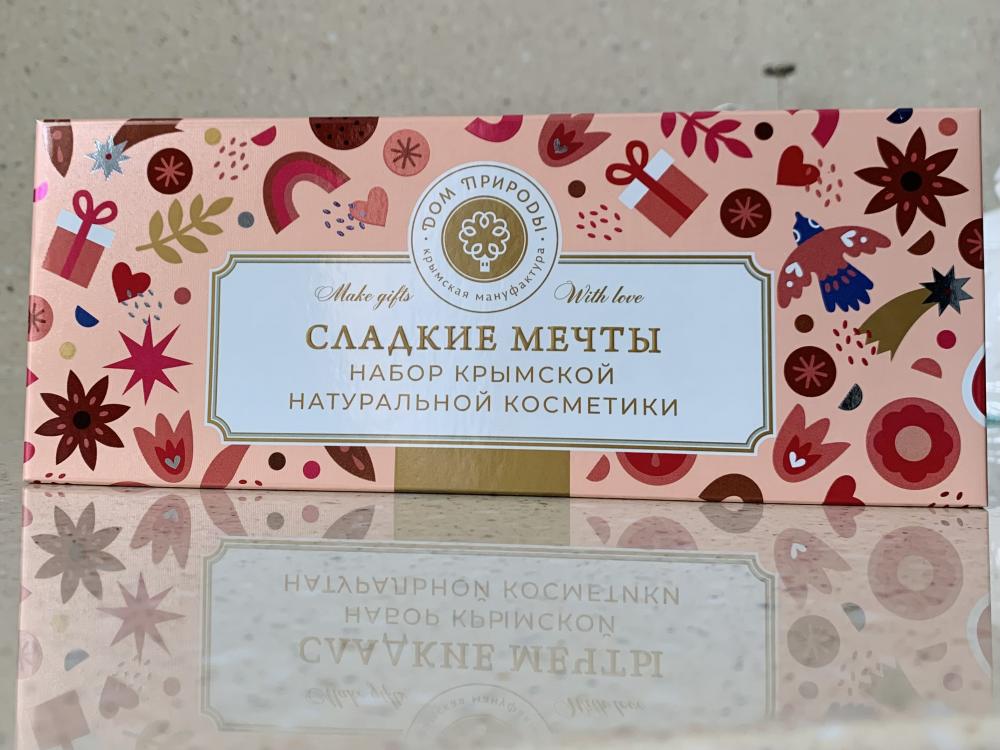 ДОМ ПРИРОДЫ
крымская мануфактура
Make gifts With love
СЛАДКИЕ МЕЧТЫ
НАБОР КРЫМСКОЙ
НАТУРАЛЬНОЙ КОСМЕТИКИ